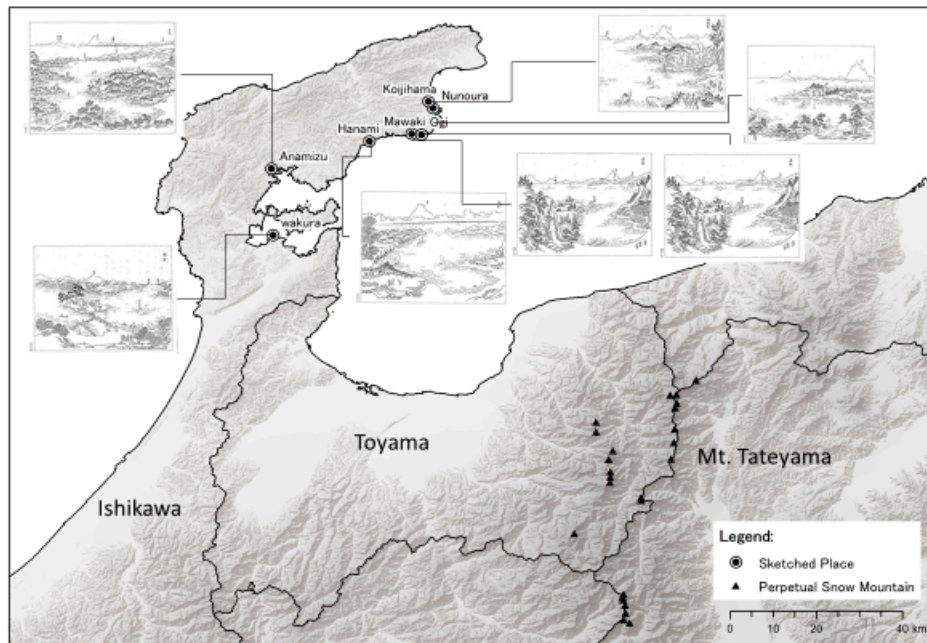 Koijihama
Nunoura
Mawaki
Ogi
Hanami
Anamizu
wakura
Toyama
Mt. Tateyama
Ishikawa
Legend:
Sketched Place
Perpetual Snow Mountain
0 10 20 40 km